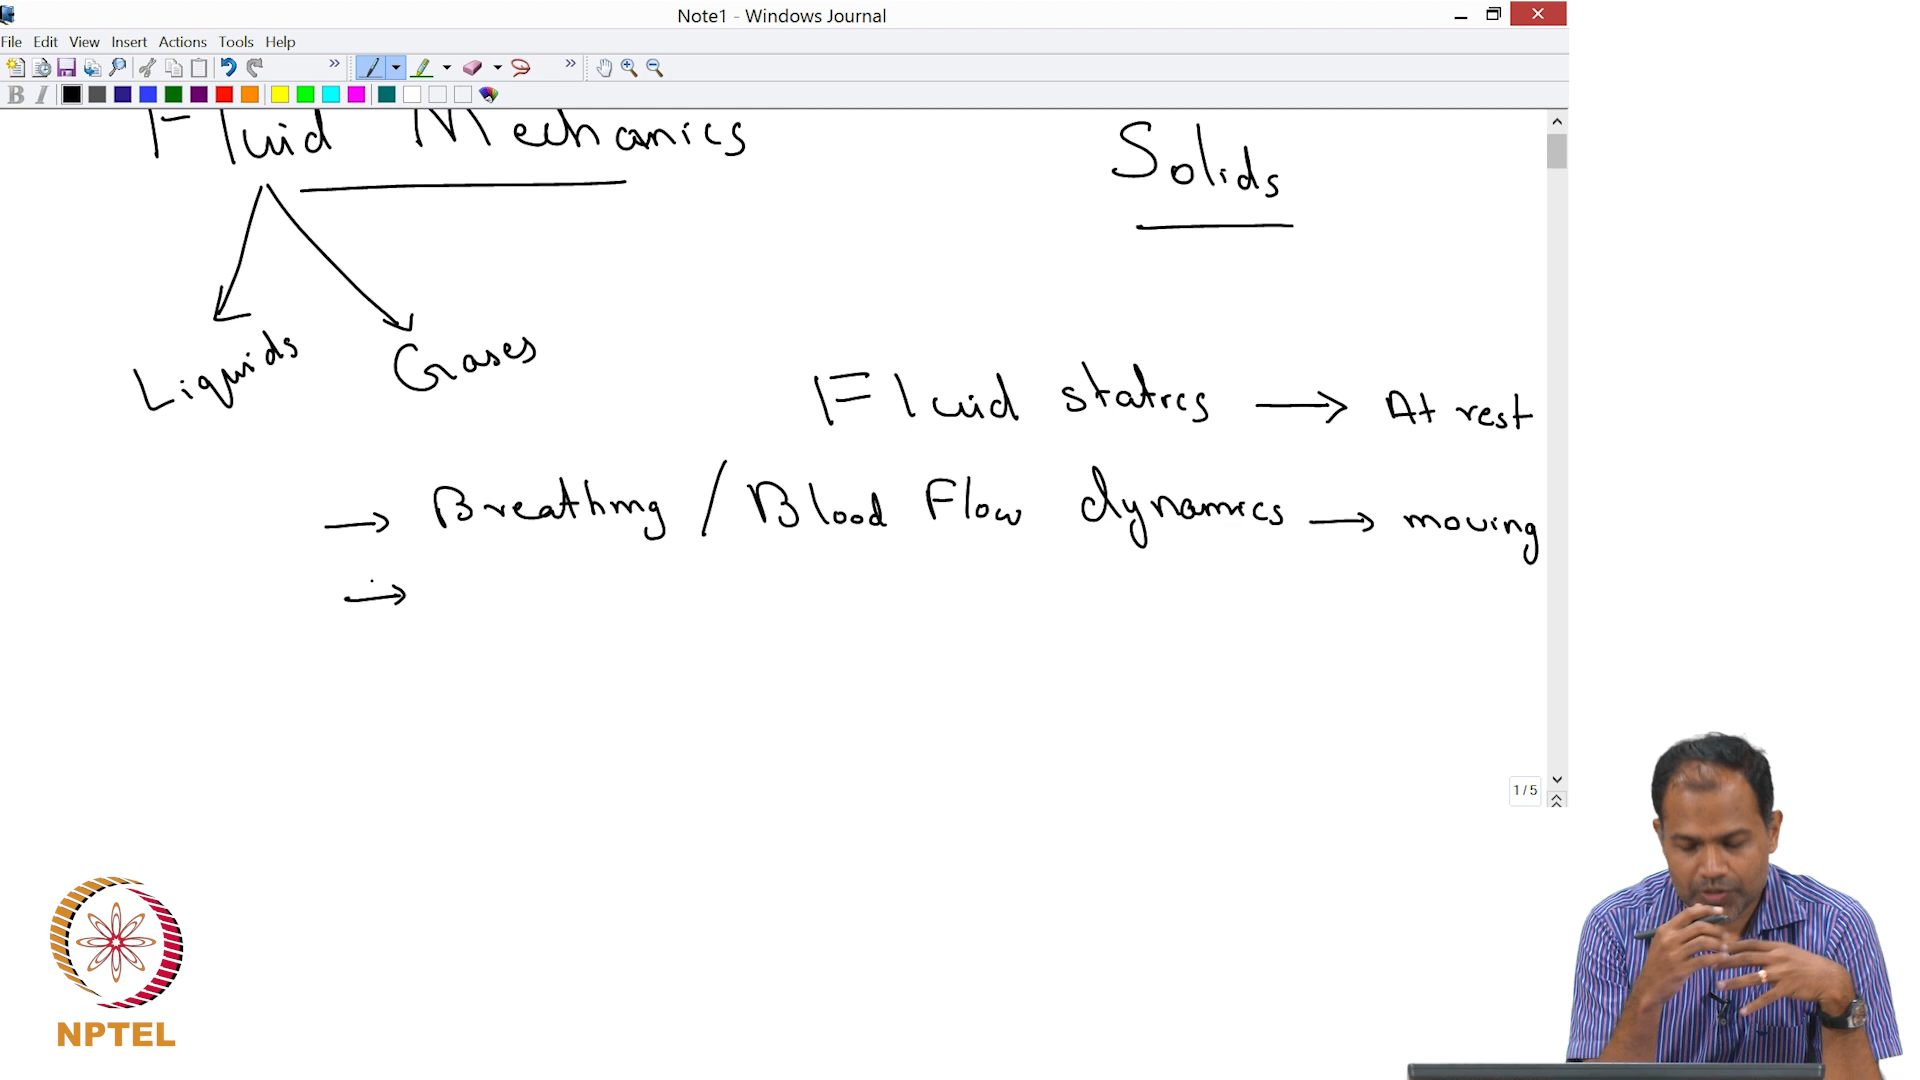 Note1 - Windows Journal
File Edit View Insert Actions Tools Help
B I
Fluid Mechanics
Solids
Liquids
Gases
Fluid statics → At rest
→ Breathing / Blood Flow dynamics → moving
→
1 / 5
NPTEL